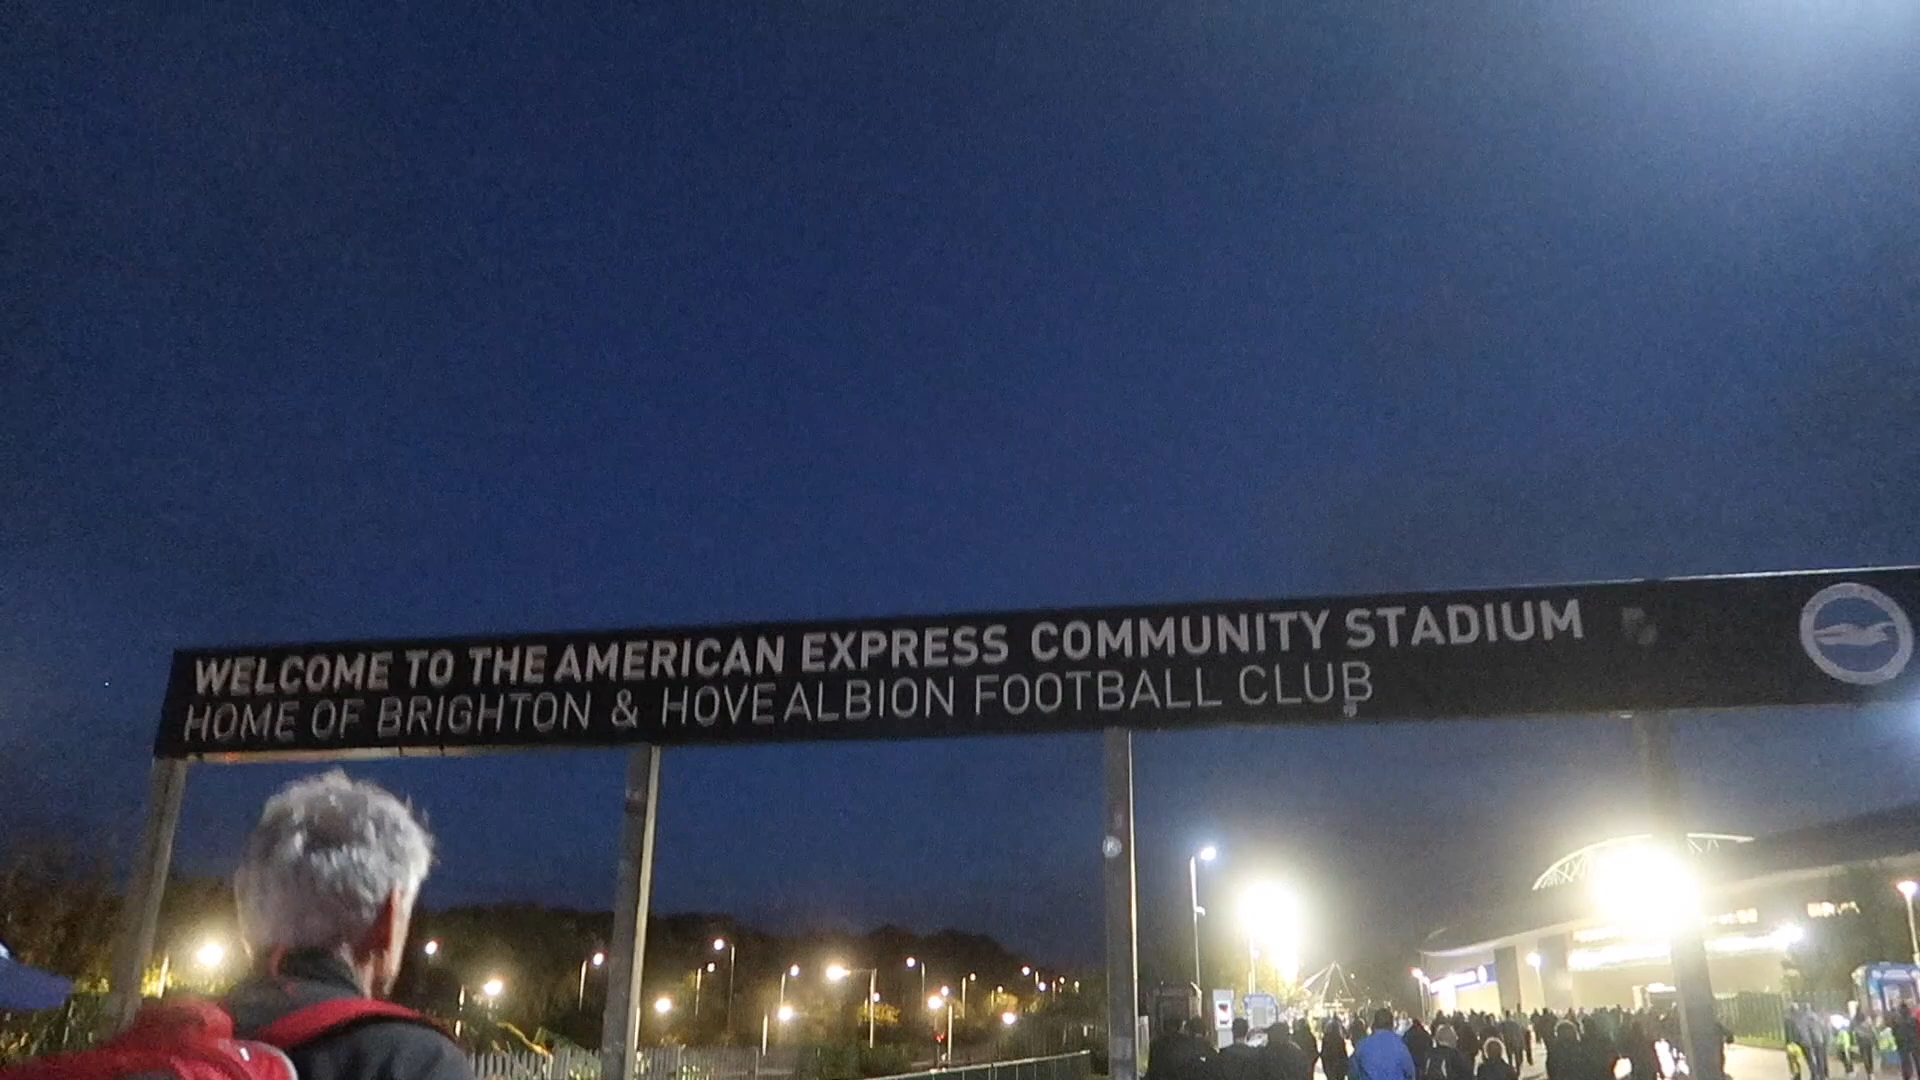 WELCOME TO THE AMERICAN EXPRESS COMMUNITY STADIUM
HOME OF BRIGHTON & HOVE ALBION FOOTBALL CLUB